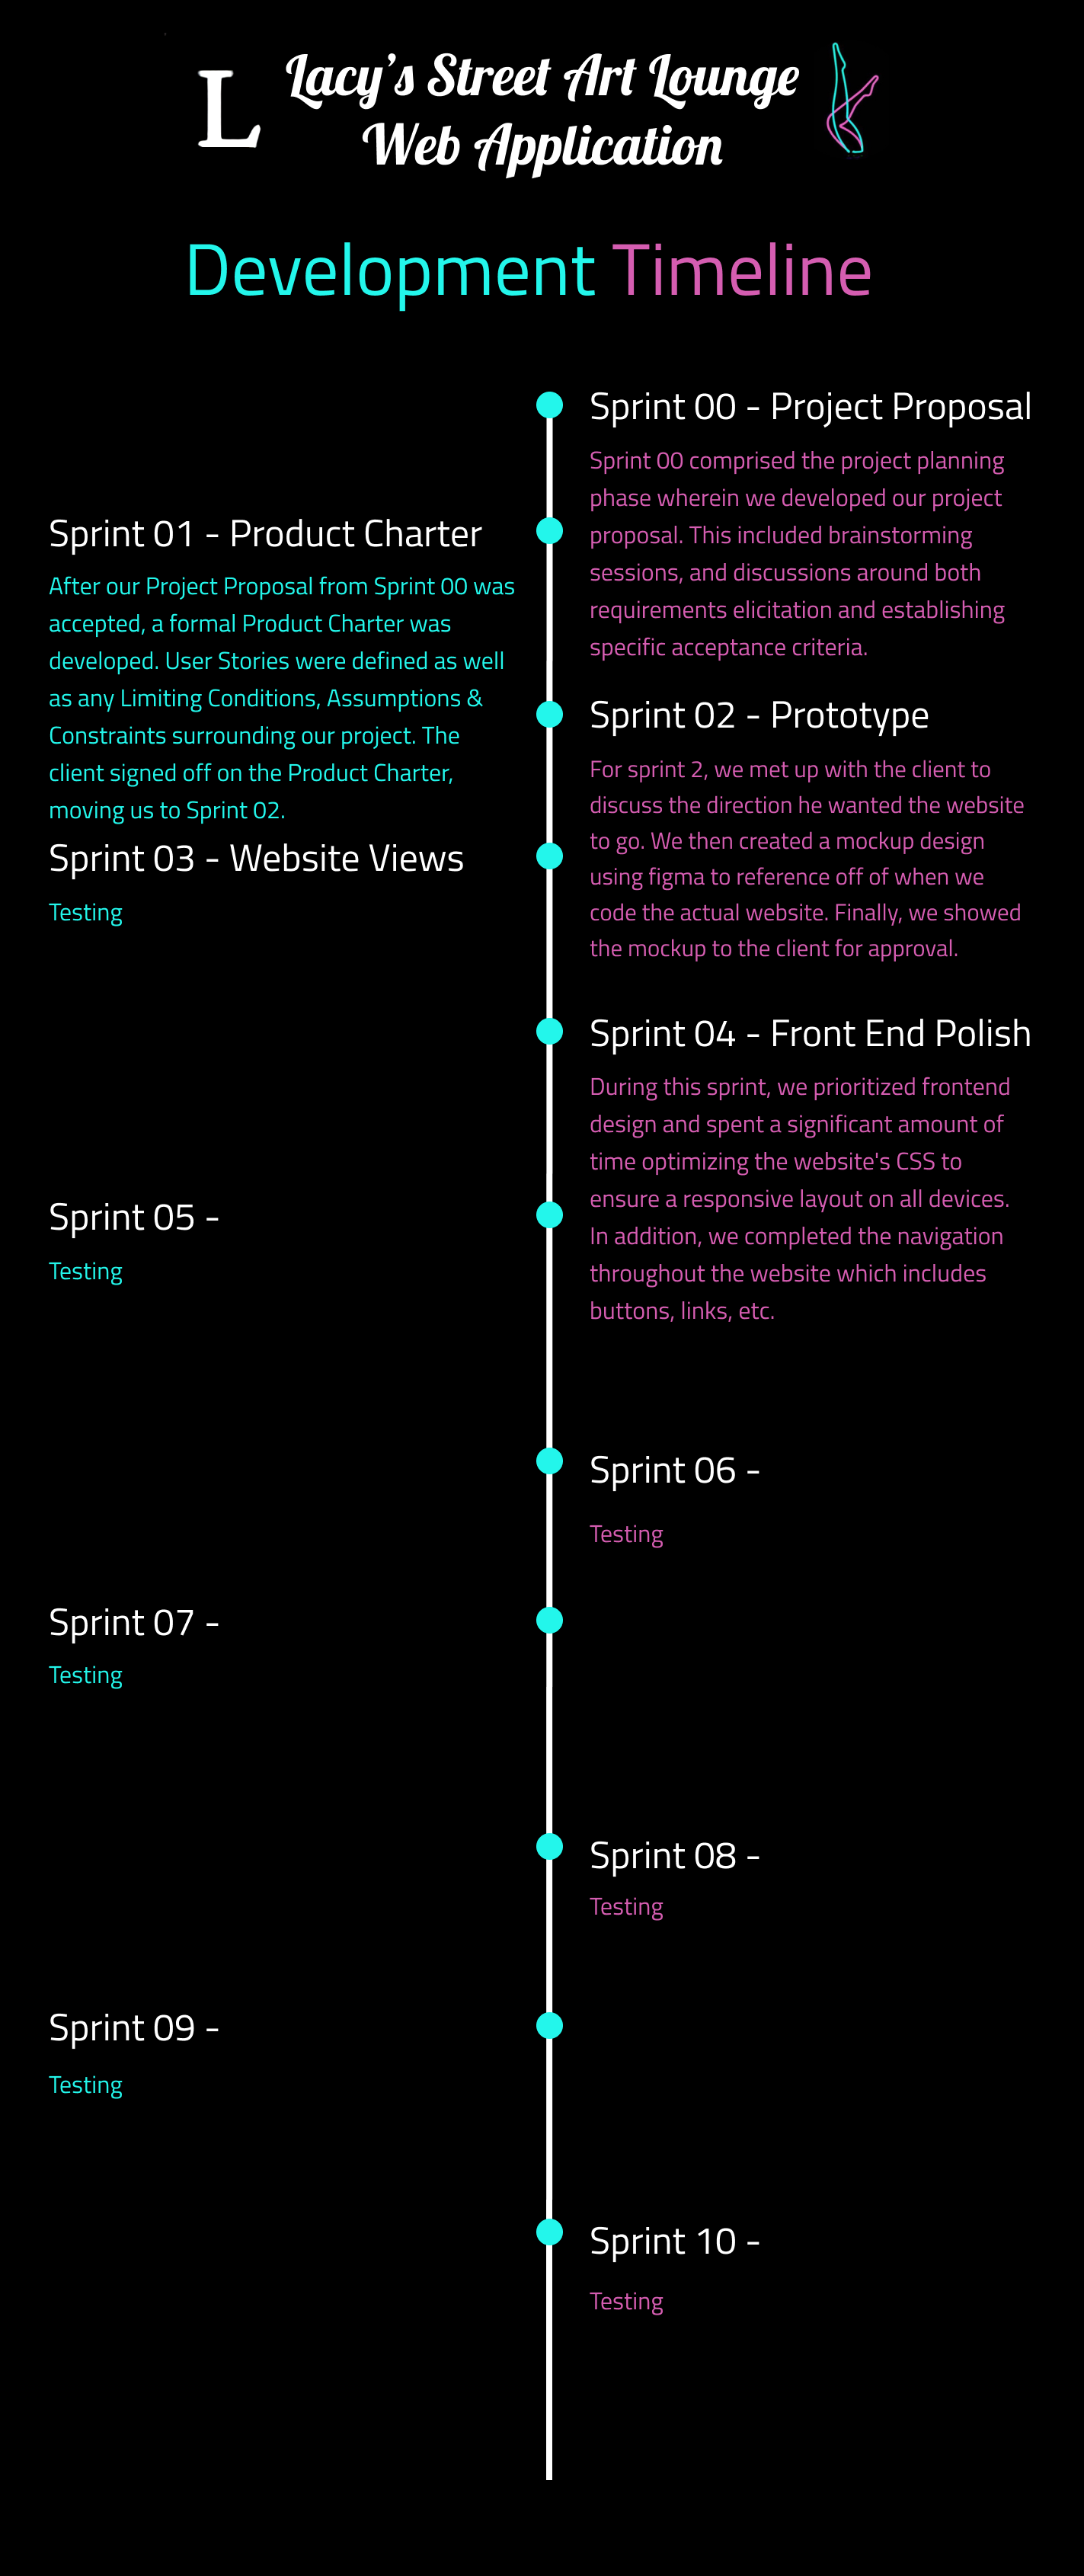 L
Lacy's Street Art Lounge
Web Application
Development Timeline
Sprint 00 - Project Proposal
Sprint 00 comprised the project planning
phase wherein we developed our project
proposal. This included brainstorming
sessions, and discussions around both
requirements elicitation and establishing
specific acceptance criteria.
Sprint 01 - Product Charter
After our Project Proposal from Sprint 00 was
accepted, a formal Product Charter was
developed. User Stories were defined as well
as any Limiting Conditions, Assumptions &
Constraints surrounding our project. The
client signed off on the Product Charter,
moving us to Sprint 02.
Sprint 02 - Prototype
For sprint 2, we met up with the client to
discuss the direction he wanted the website
to go. We then created a mockup design
using figma to reference off of when we
code the actual website. Finally, we showed
the mockup to the client for approval.
Sprint 03 - Website Views
Testing
Sprint 04 - Front End Polish
During this sprint, we prioritized frontend
design and spent a significant amount of
time optimizing the website's CSS to
ensure a responsive layout on all devices.
In addition, we completed the navigation
throughout the website which includes
buttons, links, etc.
Sprint 05 -
Testing
Sprint 06 -
Testing
Sprint 07 -
Testing
Sprint 08 -
Testing
Sprint 09 -
Testing
Sprint 10 -
Testing